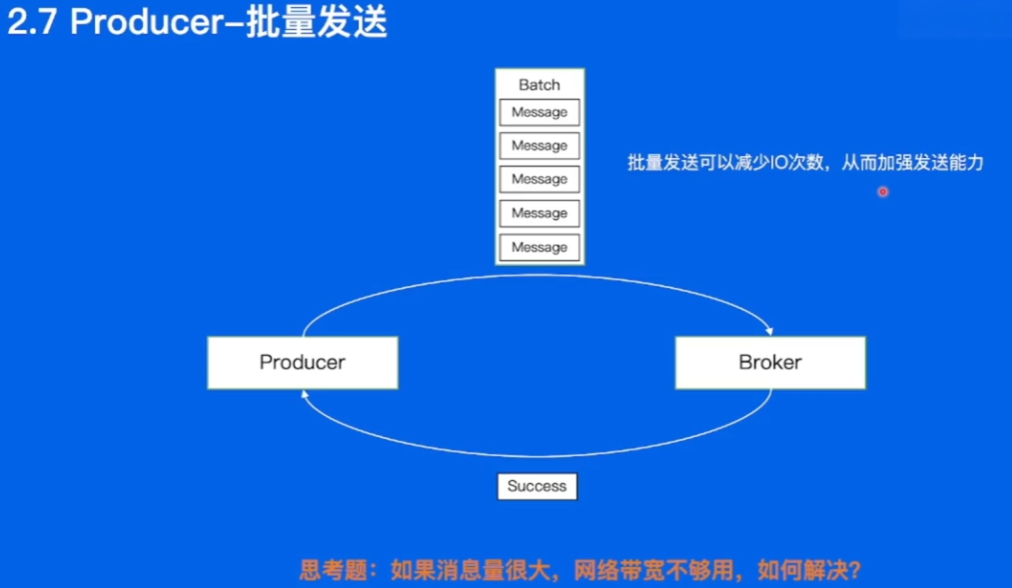 2.7 Producer-批量发送
Batch
Message
Message
Message
Message
Message
批量发送可以减少IO次数，从而加强发送能力
Producer
Broker
Success
思考题：如果消息量很大，网络带宽不够用，如何解决？